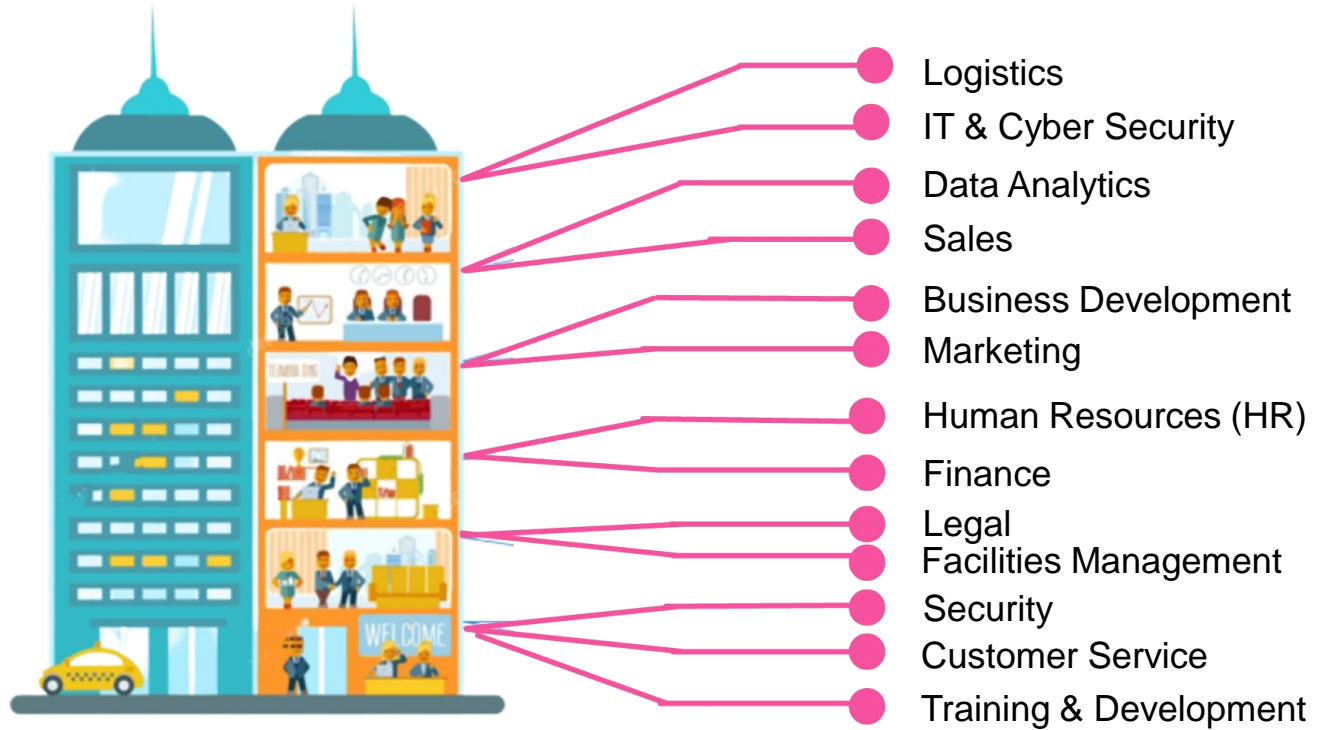 Logistics
IT & Cyber Security
Data Analytics
Sales
Business Development
Marketing
TEAMBUILDING
Human Resources (HR)
Finance
Legal
Facilities Management
Security
WELCOME
Customer Service
Training & Development